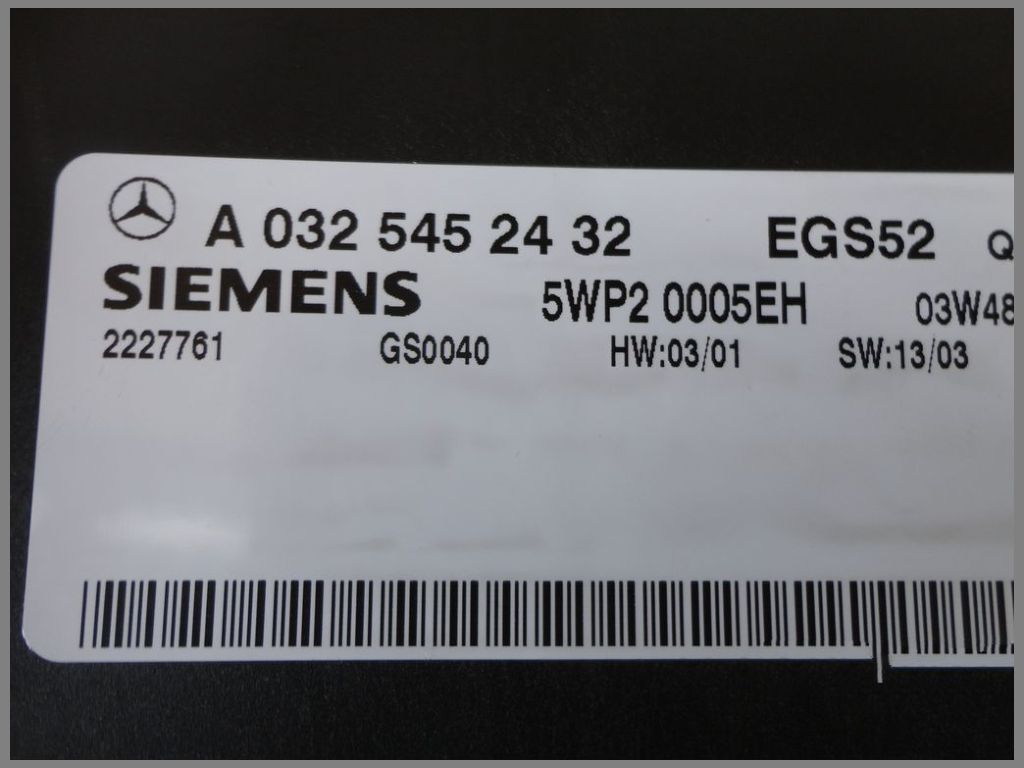 A 032 545 24 32 EGS52 Q
SIEMENS 5WP2 0005EH 03W48
2227761 GS0040 HW:03/01 SW:13/03